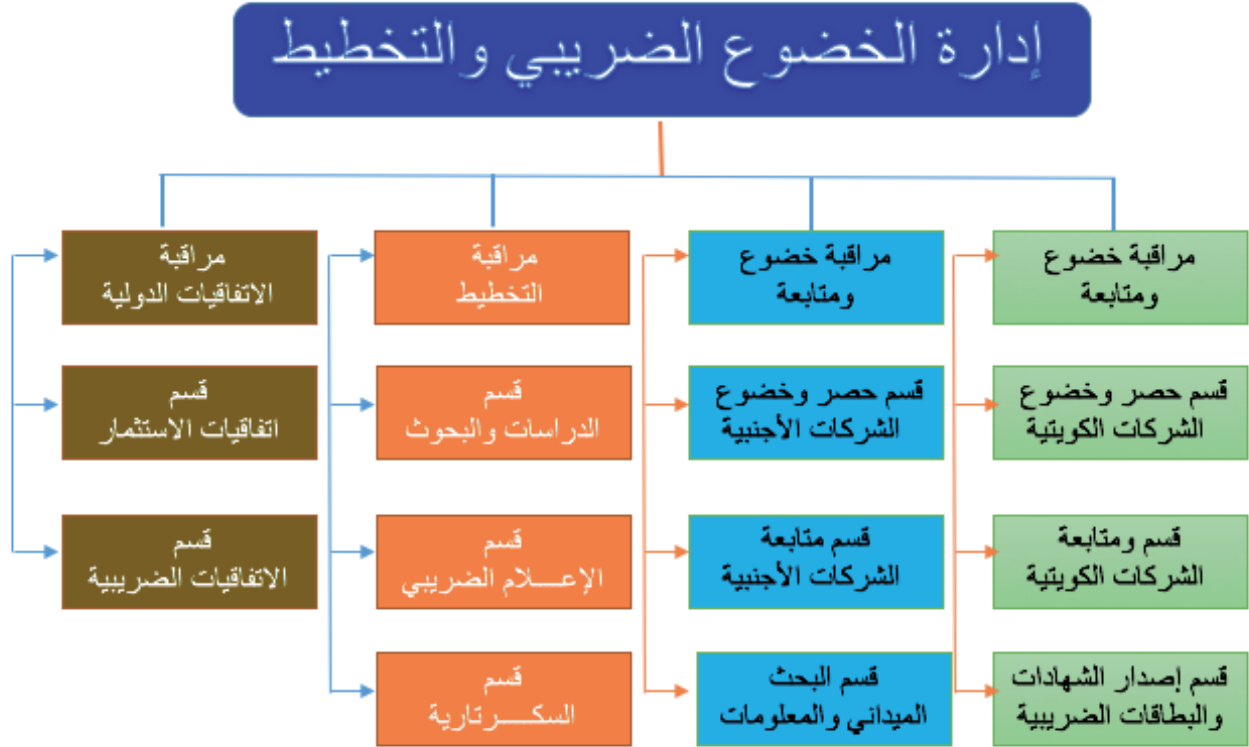 إدارة الخضوع الضريبي والتخطيط
مراقبة خضوع
ومتابعة
قسم حصر وخضوع
الشركات الكويتية
قسم ومتابعة
الشركات الكويتية
قسم إصدار الشهادات
والبطاقات الضريبية
مراقبة خضوع
ومتابعة
قسم حصر وخضوع
الشركات الأجنبية
قسم متابعة
الشركات الأجنبية
قسم البحث
الميداني والمعلومات
مراقبة
التخطيط
قسم
الدراسات والبحوث
قسم
الإعـــلام الضريبي
قسم
السكـــرتارية
مراقبة
الاتفاقيات الدولية
قسم
اتفاقيات الاستثمار
قسم
الاتفاقيات الضريبية